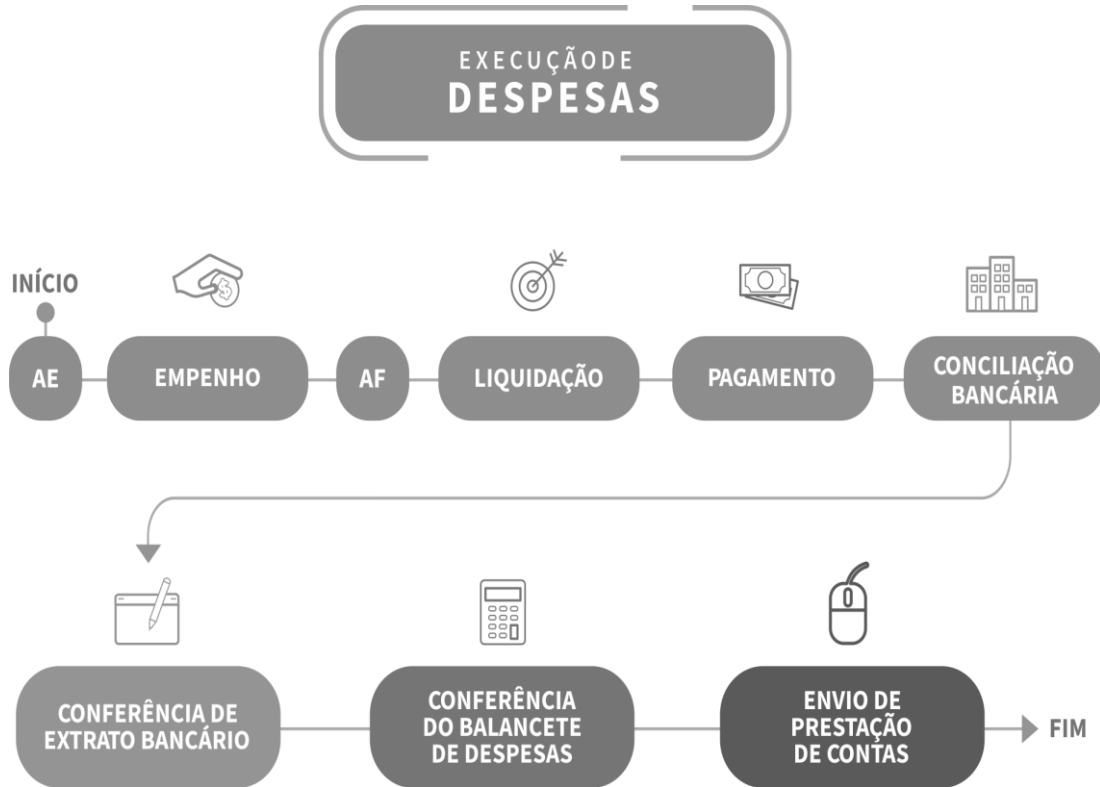 EXECUÇÃODE
DESPESAS
INÍCIO
AE
EMPENHO
AF
LIQUIDAÇÃO
PAGAMENTO
CONCILIAÇÃO
BANCÁRIA
CONFERÊNCIA DE
EXTRATO BANCÁRIO
CONFERÊNCIA
DO BALANCETE
DE DESPESAS
ENVIO DE
PRESTAÇÃO
DE CONTAS
FIM